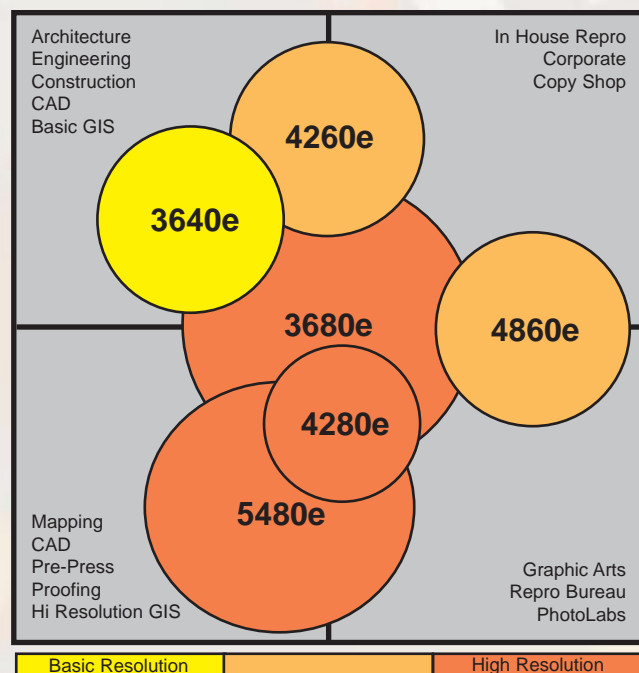 Architecture
Engineering
Construction
CAD
Basic GIS
In House Repro
Corporate
Copy Shop
4260e
3640e
3680e
4860e
4280e
5480e
Mapping
CAD
Pre-Press
Proofing
Hi Resolution GIS
Graphic Arts
Repro Bureau
PhotoLabs
Basic Resolution
High Resolution